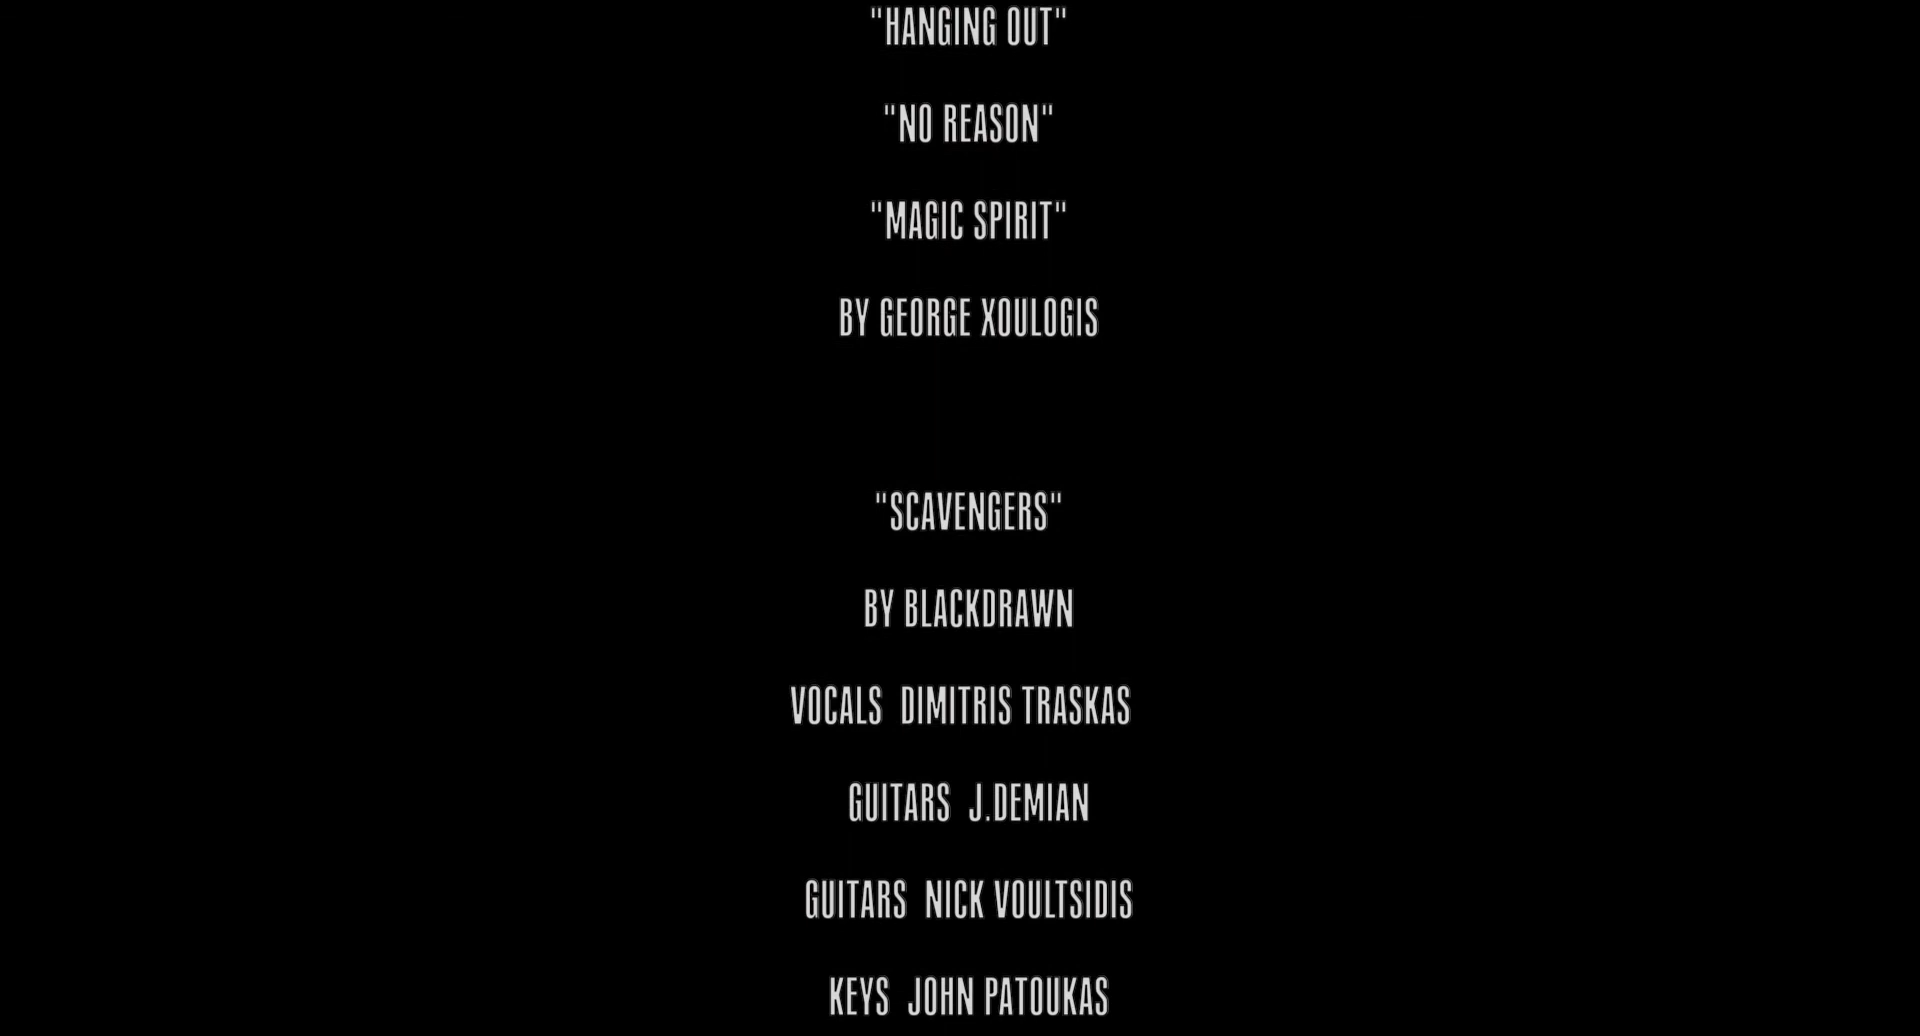 "HANGING OUT"
"NO REASON"
"MAGIC SPIRIT"
BY GEORGE XOULOGIS
"SCAVENGERS"
BY BLACKDRAWN
VOCALS  DIMITRIS TRASKAS
GUITARS  J.DEMIAN
GUITARS  NICK VOULTSIDIS
KEYS  JOHN PATOUKAS